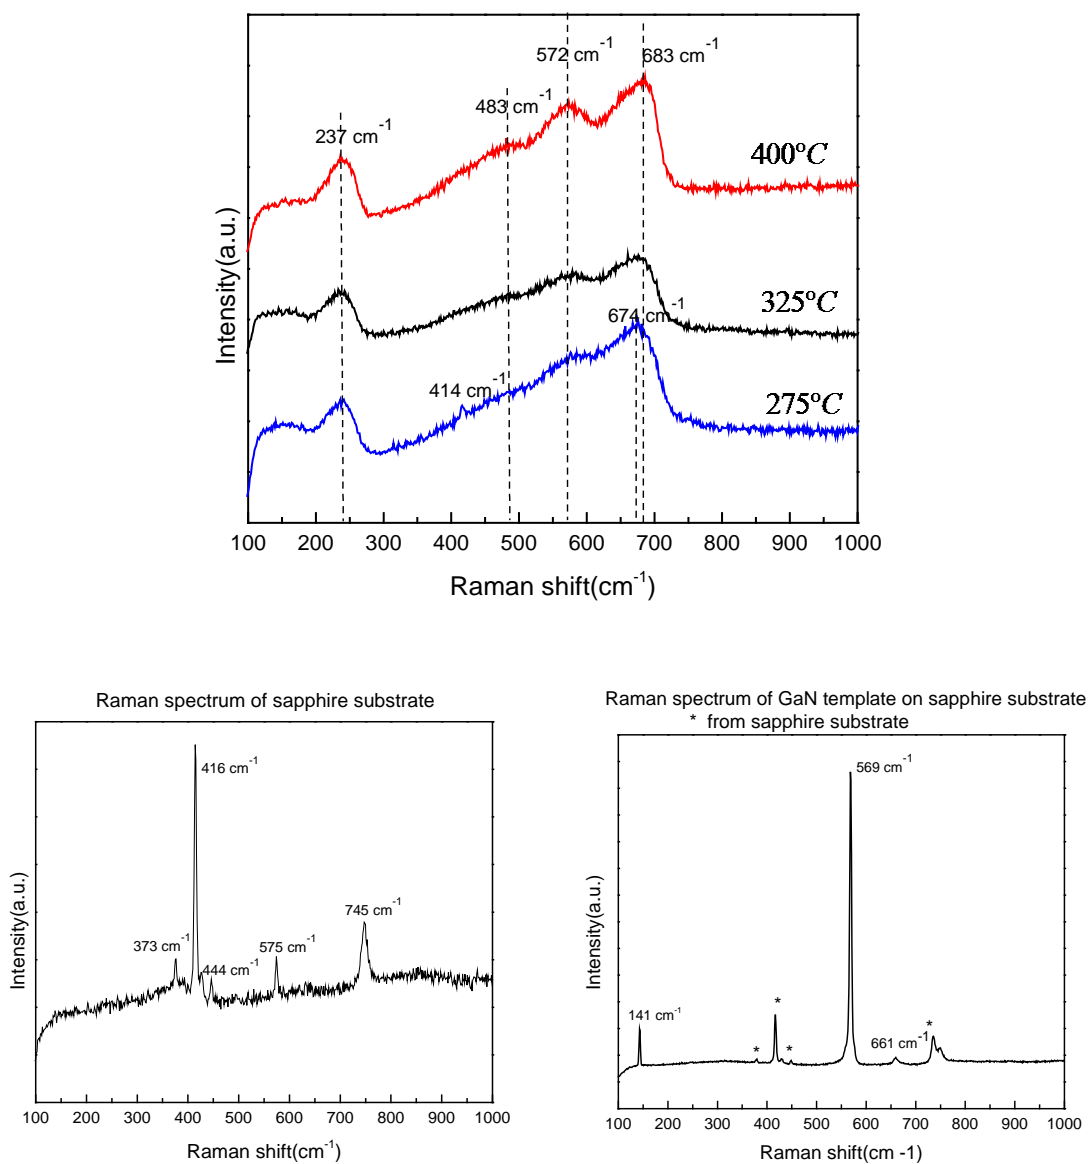 572 cm-1
683 cm-1
483 cm-1
237 cm-1
400°C
325°C
674 cm-1
414 cm-1
275°C
Intensity(a.u.)
100 200 300 400 500 600 700 800 900 1000
Raman shift(cm-1)
Raman spectrum of sapphire substrate
416 cm-1
745 cm-1
373 cm-1
575 cm-1
444 cm-1
Intensity(a.u.)
100 200 300 400 500 600 700 800 900 1000
Raman shift(cm-1)
Raman spectrum of GaN template on sapphire substrate
* from sapphire substrate
569 cm-1
*
141 cm-1
*
*
661 cm-1
*
Intensity(a.u.)
100 200 300 400 500 600 700 800 900 1000
Raman shift(cm -1)